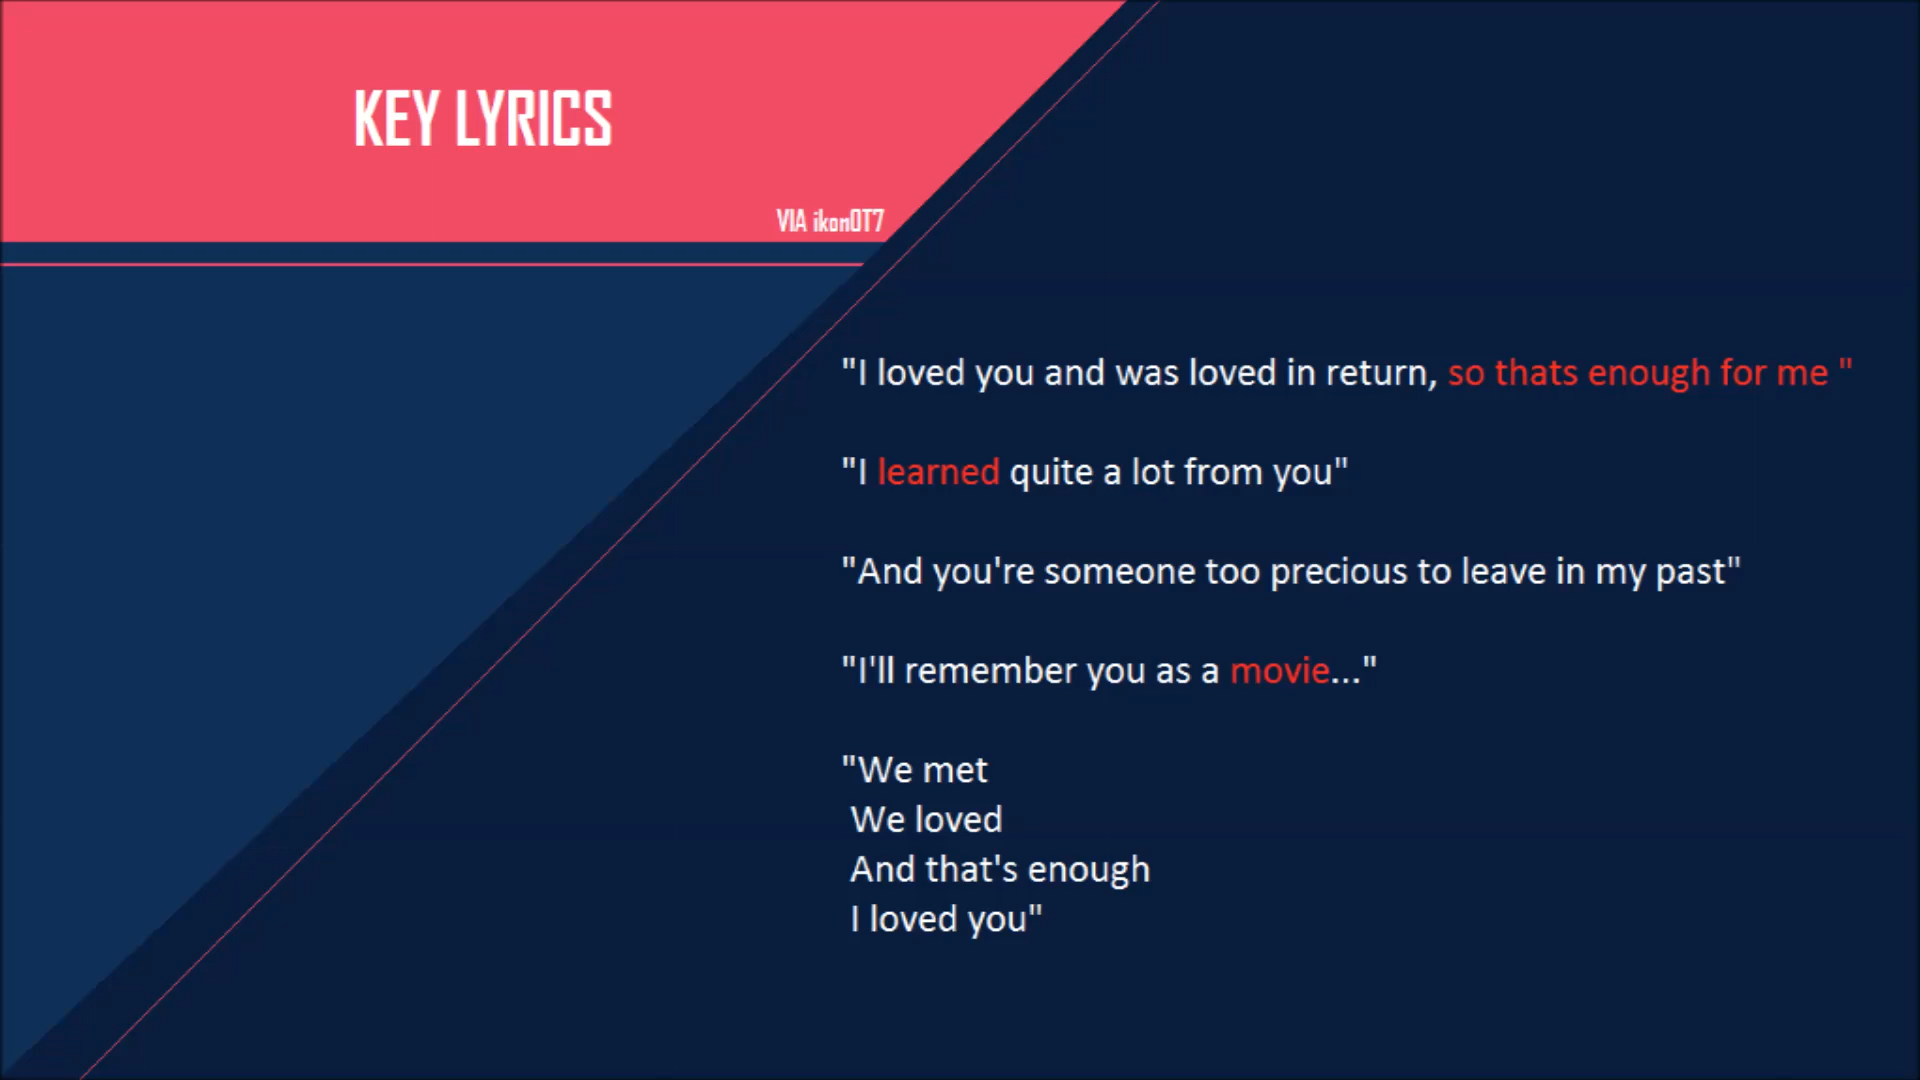 KEY LYRICS
VIA ikonOT7
"I loved you and was loved in return, so thats enough for me "
"I learned quite a lot from you"
"And you're someone too precious to leave in my past"
"I'll remember you as a movie..."
"We met
We loved
And that's enough
I loved you"